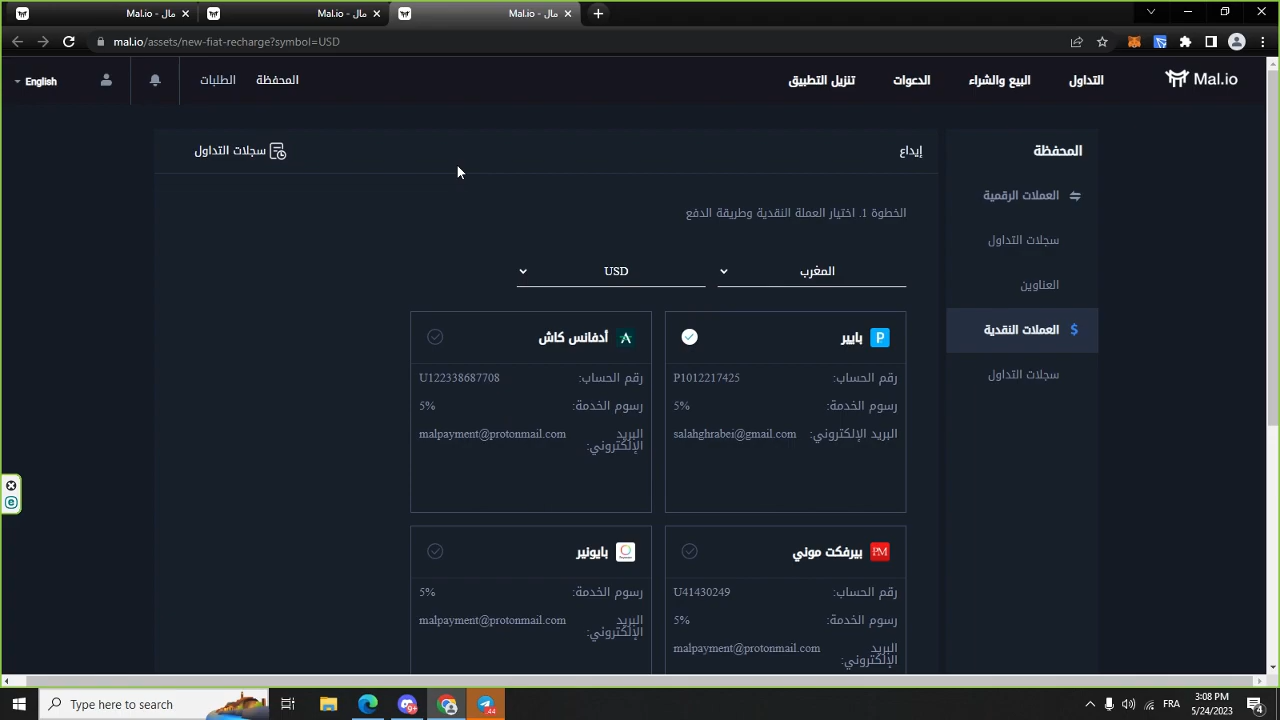 مال - Mal.io
مال - Mal.io
مال - Mal.io
mal.io/assets/new-fiat-recharge?symbol=USD
Mal.io
التداول
البيع والشراء
الدعوات
تنزيل التطبيق
المحفظة
الطلبات
English
المحفظة
العملات الرقمية
سجلات التداول
العناوين
العملات النقدية
سجلات التداول
إيداع
سجلات التداول
الخطوة 1. اختيار العملة النقدية وطريقة الدفع
المغرب
USD
بايير
رقم الحساب: P1012217425
رسوم الخدمة: 5%
البريد الإلكتروني: salahghrabei@gmail.com
أدفانس كاش
رقم الحساب: U122338687708
رسوم الخدمة: 5%
البريد malpayment@protonmail.com
الإلكتروني:
PM بيرفكت موني
رقم الحساب: U41430249
رسوم الخدمة: 5%
البريد malpayment@protonmail.com
الإلكتروني:
بايونير
رسوم الخدمة: 5%
البريد malpayment@protonmail.com
الإلكتروني:
Type here to search
9+
44
FRA
3:08 PM
5/24/2023
4